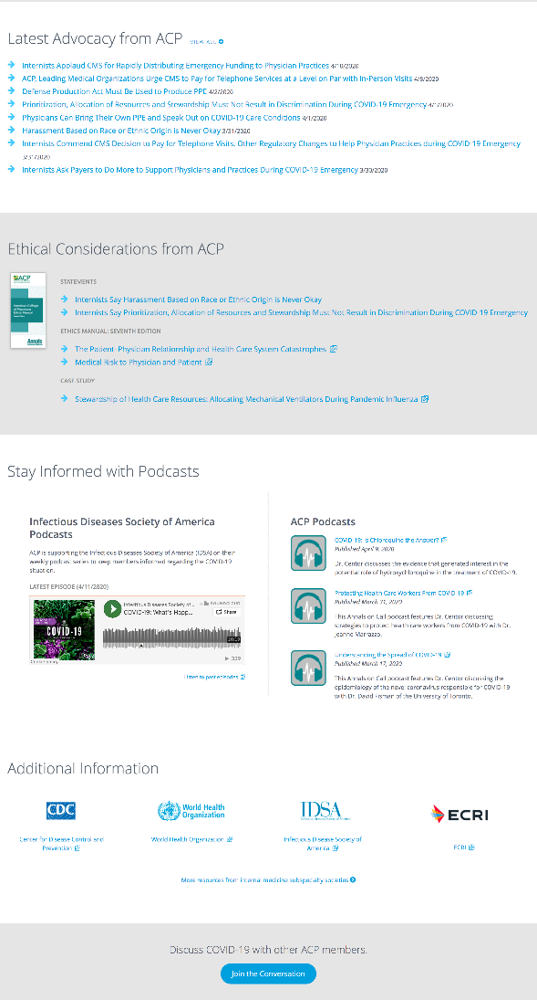 Latest Advocacy from ACP VIEW ALL
Internists Applaud CMS for Rapidly Distributing Emergency Funding to Physician Practices 4/10/2020
ACP, Leading Medical Organizations Urge CMS to Pay for Telephone Services at a Level on Par with In-Person Visits 4/8/2020
Defense Production Act Must Be Used to Produce PPE 4/2/2020
Prioritization, Allocation of Resources and Stewardship Must Not Result in Discrimination During COVID-19 Emergency 4/1/2020
Physicians Can Bring Their Own PPE and Speak Out on COVID-19 Care Conditions 4/1/2020
Harassment Based on Race or Ethnic Origin is Never Okay 3/31/2020
Internists Commend CMS Decision to Pay for Telephone Visits, Other Regulatory Changes to Help Physician Practices during COVID-19 Emergency
3/31/2020
Internists Ask Payers to Do More to Support Physicians and Practices During COVID-19 Emergency 3/30/2020
Ethical Considerations from ACP
ACP
American College
of Physicians
Ethics Manual
Annals
STATEMENTS
Internists Say Harassment Based on Race or Ethnic Origin is Never Okay
Internists Say Prioritization, Allocation of Resources and Stewardship Must Not Result in Discrimination During COVID-19 Emergency
ETHICS MANUAL: SEVENTH EDITION
The Patient–Physician Relationship and Health Care System Catastrophes
Medical Risk to Physician and Patient
CASE STUDY
Stewardship of Health Care Resources: Allocating Mechanical Ventilators During Pandemic Influenza
Stay Informed with Podcasts
Infectious Diseases Society of America
Podcasts
ACP is supporting the Infectious Diseases Society of America (IDSA) on their
weekly podcast series to keep members informed regarding the COVID-19
situation.
LATEST EPISODE (4/11/2020)
Infectious Diseases Society of...
SOUNDCLOUD
COVID-19: What's Happ...
Share
COVID-19
26:19
339
Cookie policy
Listen to past episodes
ACP Podcasts
COVID-19: Is Chloroquine the Answer?
Published April 9, 2020
Dr. Centor discusses the evidence that generated interest in the
potential role of hydroxychloroquine in the treatment of COVID-19.
Protecting Health Care Workers From COVID-19
Published March 31, 2020
This Annals on Call podcast features Dr. Centor discussing
strategies to protect health care workers from COVID-19 with Dr.
Jeanne Marrazzo.
Understanding the Spread of COVID-19
Published March 17, 2020
This Annals on Call podcast features Dr. Centor discussing the
epidemiology of the novel coronavirus responsible for COVID-19
with Dr. David Fisman of the University of Toronto.
Additional Information
CDC
World Health
Organization
IDSA
Infectious Diseases Society of America
ECRI
Center for Disease Control and
Prevention
World Health Organization
Infectious Disease Society of
America
ECRI
More resources from internal medicine subspecialty societies
Discuss COVID-19 with other ACP members.
Join the Conversation